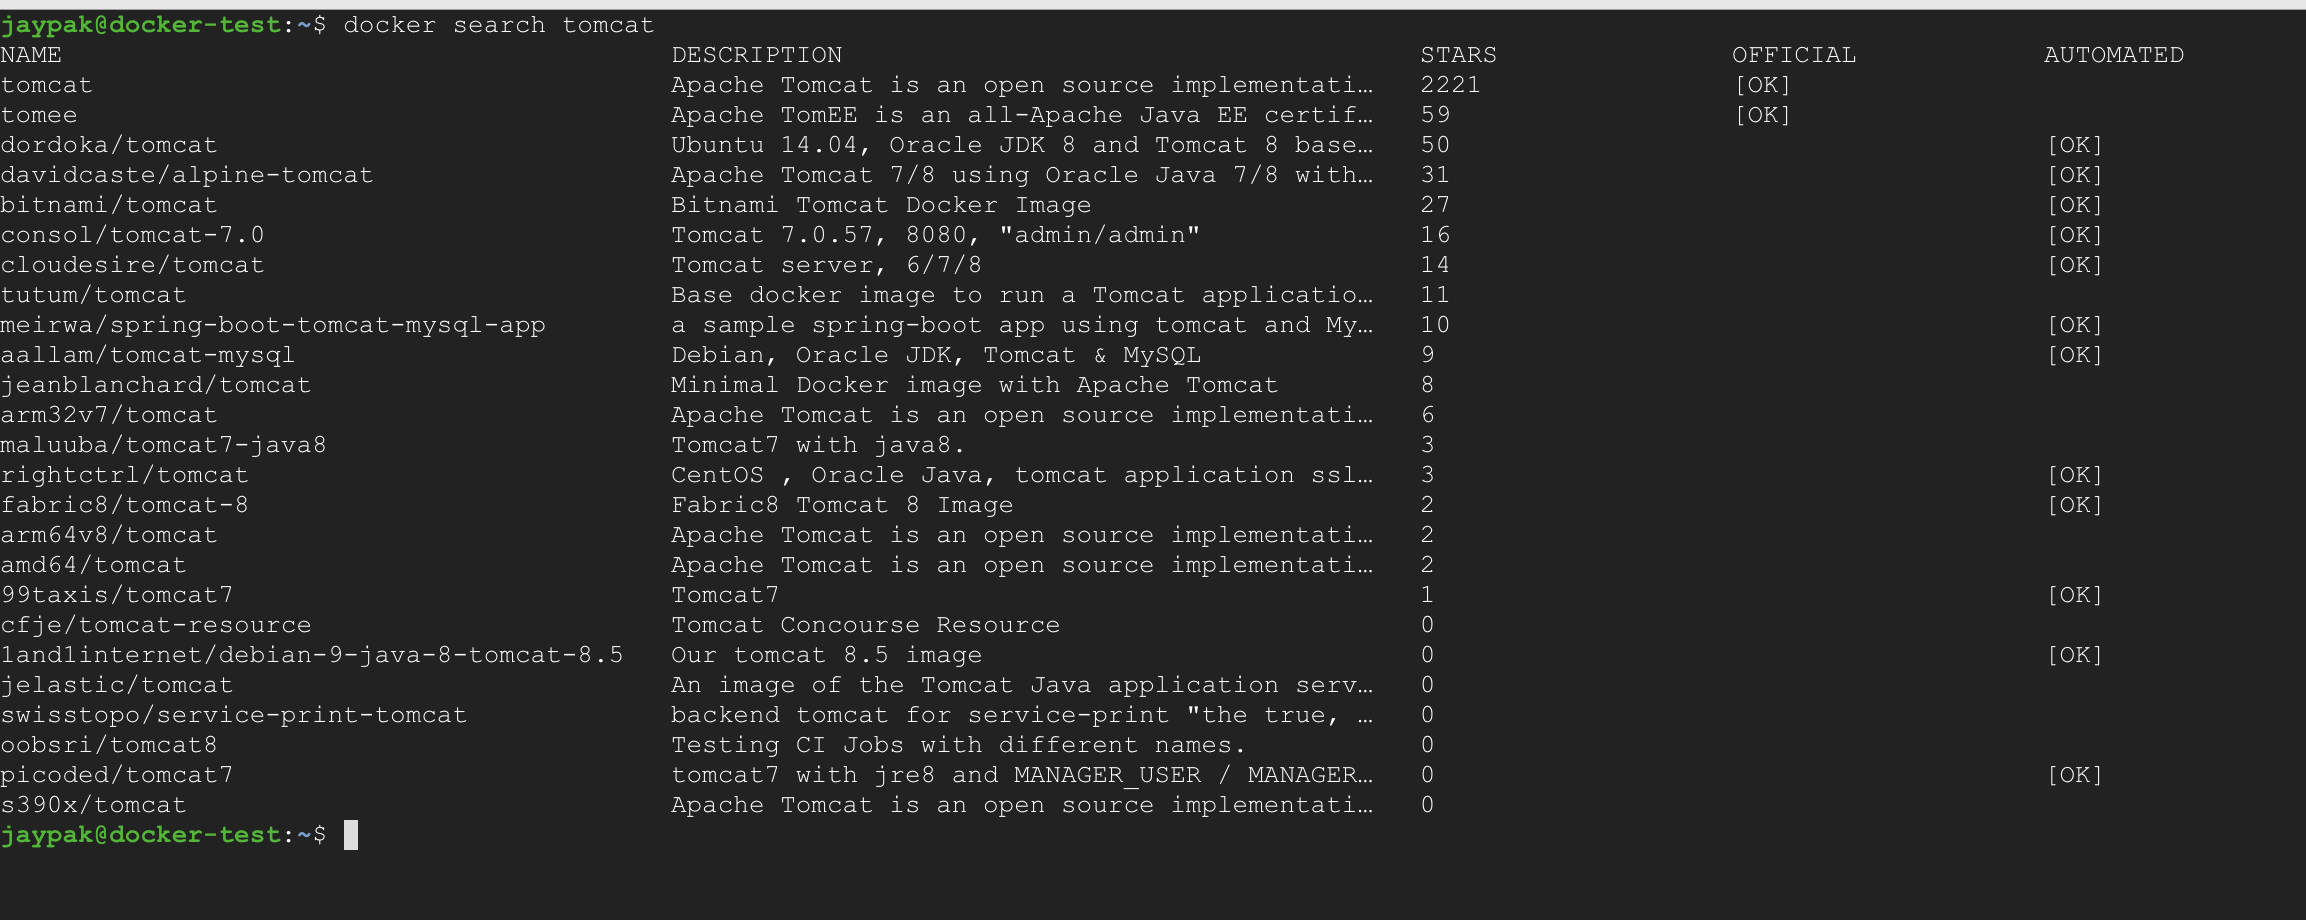 jaypak@docker-test:~$ docker search tomcat
NAME DESCRIPTION STARS OFFICIAL AUTOMATED
tomcat Apache Tomcat is an open source implementati… 2221 [OK]
tomee Apache TomEE is an all-Apache Java EE certif… 59 [OK]
dordoka/tomcat Ubuntu 14.04, Oracle JDK 8 and Tomcat 8 base… 50 [OK]
davidcaste/alpine-tomcat Apache Tomcat 7/8 using Oracle Java 7/8 with… 31 [OK]
bitnami/tomcat Bitnami Tomcat Docker Image 27 [OK]
consol/tomcat-7.0 Tomcat 7.0.57, 8080, "admin/admin" 16 [OK]
cloudesire/tomcat Tomcat server, 6/7/8 14 [OK]
tutum/tomcat Base docker image to run a Tomcat applicatio… 11
meirwa/spring-boot-tomcat-mysql-app a sample spring-boot app using tomcat and My… 10 [OK]
aallam/tomcat-mysql Debian, Oracle JDK, Tomcat & MySQL 9 [OK]
jeanblanchard/tomcat Minimal Docker image with Apache Tomcat 8
arm32v7/tomcat Apache Tomcat is an open source implementati… 6
maluuba/tomcat7-java8 Tomcat7 with java8. 3
rightctrl/tomcat CentOS , Oracle Java, tomcat application ssl… 3 [OK]
fabric8/tomcat-8 Fabric8 Tomcat 8 Image 2 [OK]
arm64v8/tomcat Apache Tomcat is an open source implementati… 2
amd64/tomcat Apache Tomcat is an open source implementati… 2
99taxis/tomcat7 Tomcat7 1 [OK]
cfje/tomcat-resource Tomcat Concourse Resource 0
1and1internet/debian-9-java-8-tomcat-8.5 Our tomcat 8.5 image 0 [OK]
jelastic/tomcat An image of the Tomcat Java application serv… 0
swisstopo/service-print-tomcat backend tomcat for service-print "the true, … 0
oobsri/tomcat8 Testing CI Jobs with different names. 0
picoded/tomcat7 tomcat7 with jre8 and MANAGER_USER / MANAGER… 0 [OK]
s390x/tomcat Apache Tomcat is an open source implementati… 0
jaypak@docker-test:~$